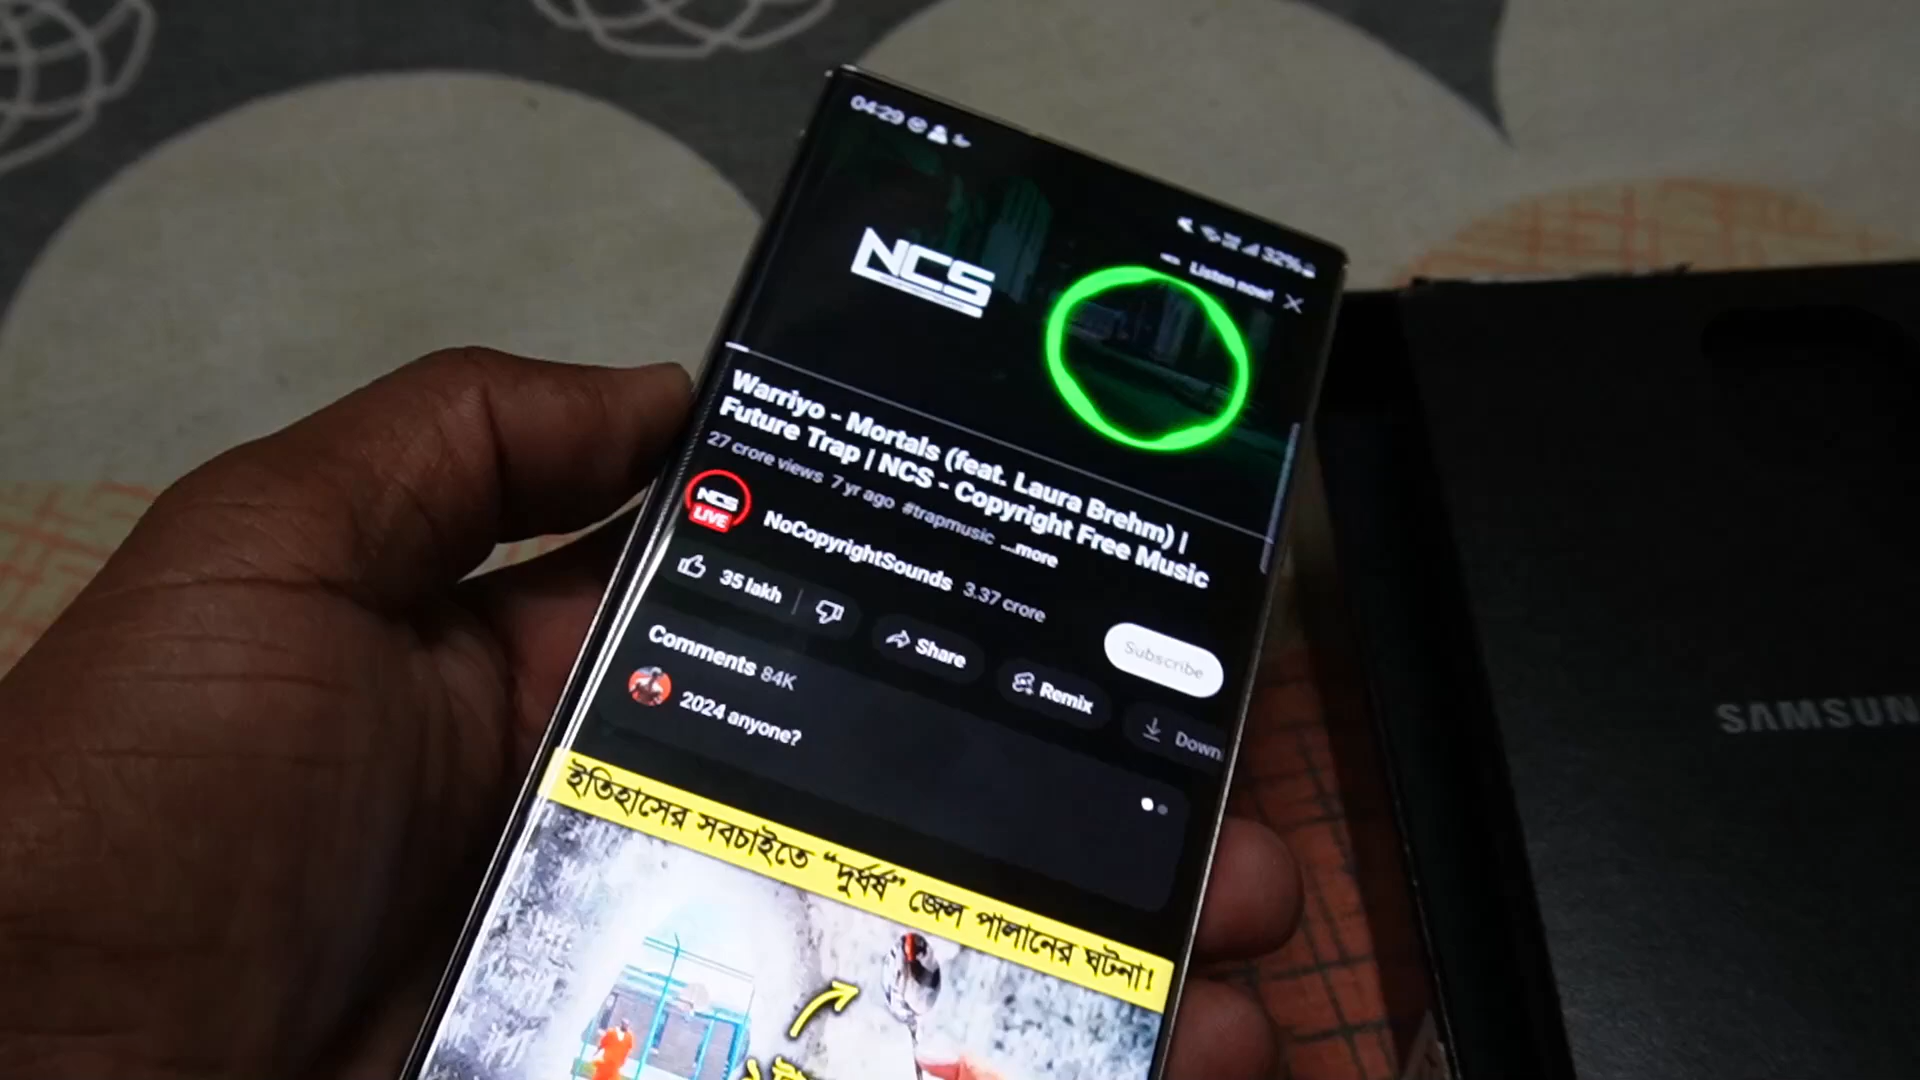 04:29
32%
Listen now!
NCS
Warriyo - Mortals (feat. Laura Brehm) |
Future Trap | NCS - Copyright Free Music
27 crore views 7 yr ago #trapmusic ...more
NCS
LIVE
NoCopyrightSounds 3.37 crore
Subscribe
35 lakh
Share
Remix
Down
Comments 84K
2024 anyone?
ইতিহাসের সবচাইতে “দুর্ধর্ষ” জেল পালানের ঘটনা!
SAMSUN